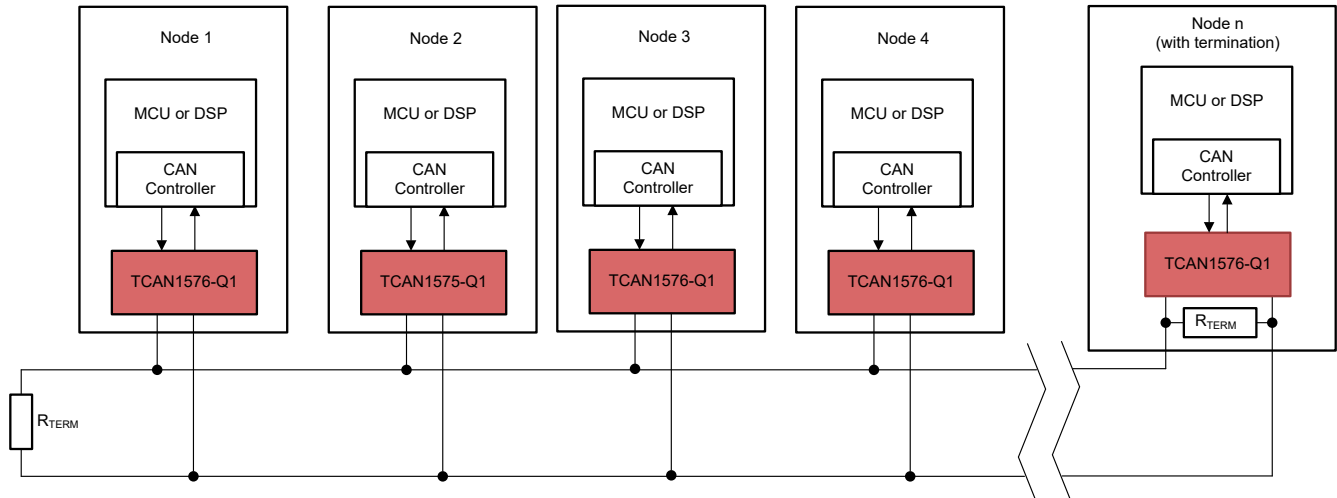 Node 1
MCU or DSP
CAN
Controller
TCAN1576-Q1
Node 2
MCU or DSP
CAN
Controller
TCAN1575-Q1
Node 3
MCU or DSP
CAN
Controller
TCAN1576-Q1
Node 4
MCU or DSP
CAN
Controller
TCAN1576-Q1
Node n
(with termination)
MCU or DSP
CAN
Controller
TCAN1576-Q1
RTERM
RTERM